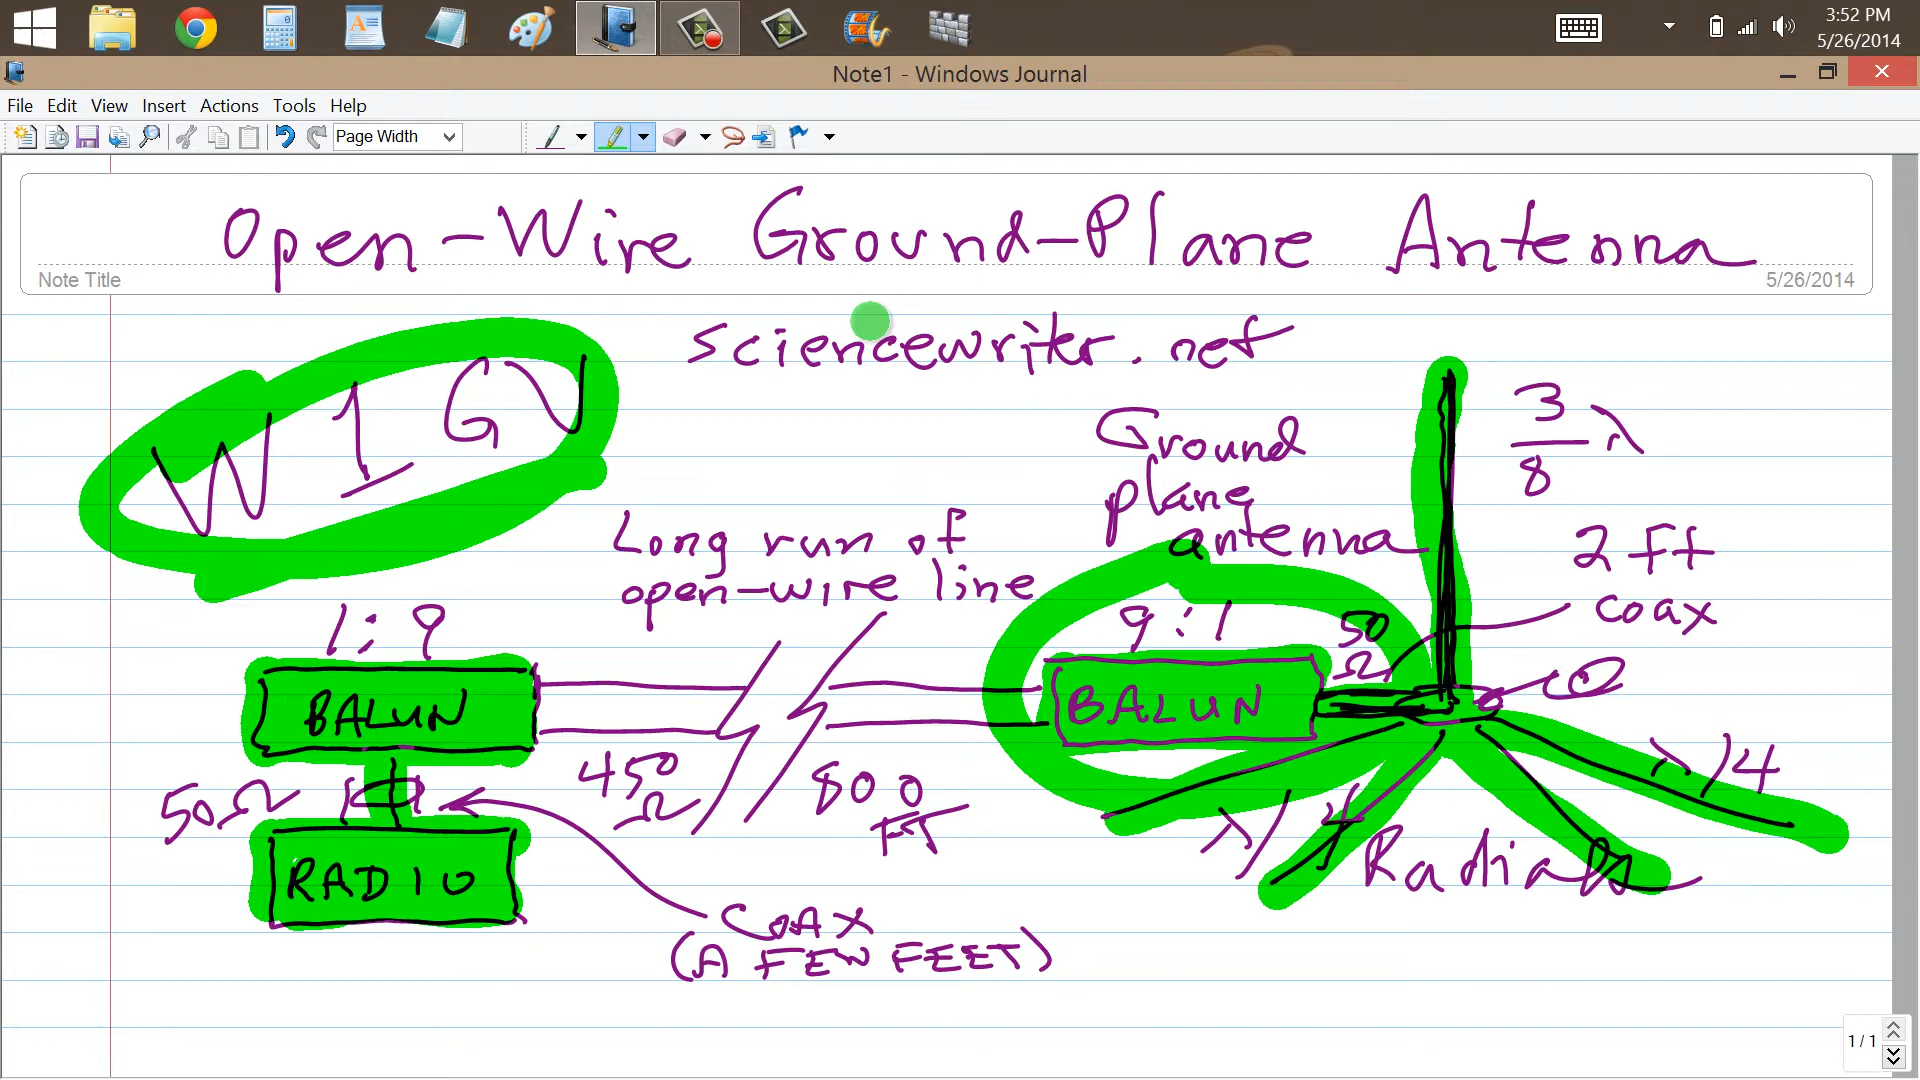 3:52 PM
5/26/2014
Note1 - Windows Journal
File Edit View Insert Actions Tools Help
Page Width
Open-Wire Ground-Plane Antenna
Note Title
5/26/2014
sciencewriter.net
W1GV
Ground
plane
antenna
3/8 λ
Long run of
open-wire line
2 ft
coax
1:9
9:1
50
Ω
BALUN
BALUN
450
Ω
800
FT
λ/4
50Ω
λ/4
Radials
RADIO
COAX
(A FEW FEET)
1 / 1